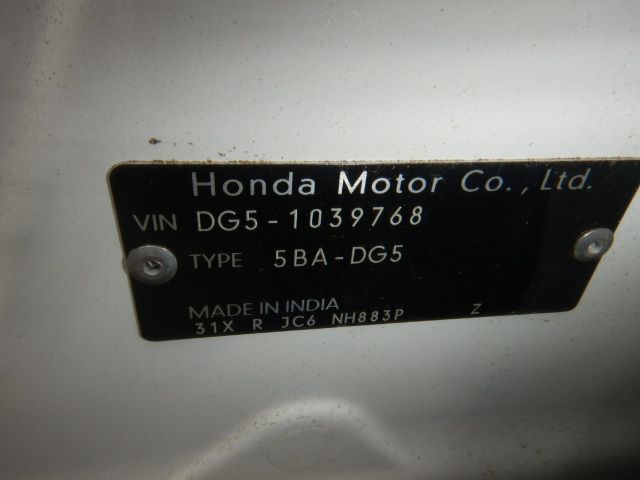 Honda Motor Co., Ltd.
VIN DG5-1039768
TYPE 5BA-DG5
MADE IN INDIA
31X R JC6 NH883P Z